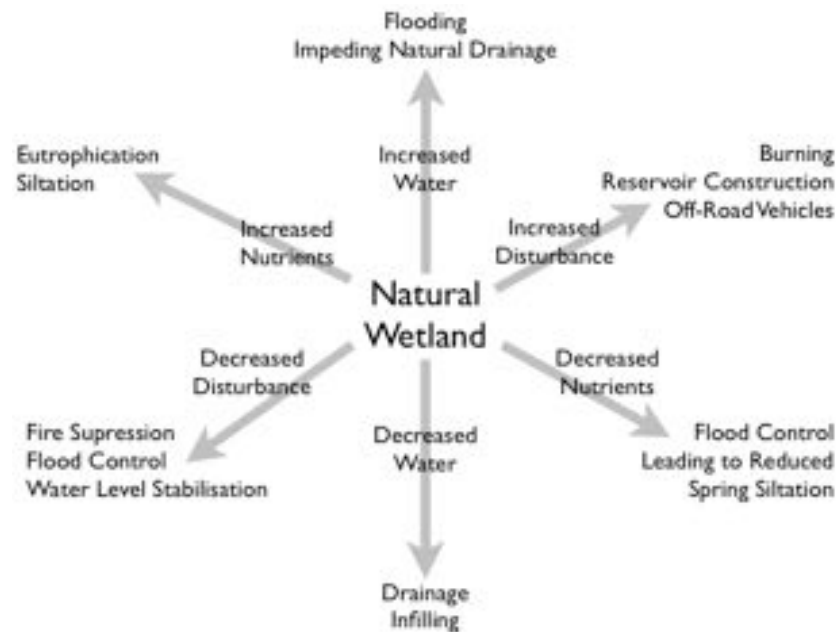 Flooding
Impeding Natural Drainage
Eutrophication
Siltation
Increased
Water
Burning
Reservoir Construction
Off-Road Vehicles
Increased
Nutrients
Increased
Disturbance
Natural
Wetland
Decreased
Disturbance
Decreased
Nutrients
Fire Supression
Flood Control
Water Level Stabilisation
Decreased
Water
Flood Control
Leading to Reduced
Spring Siltation
Drainage
Infilling